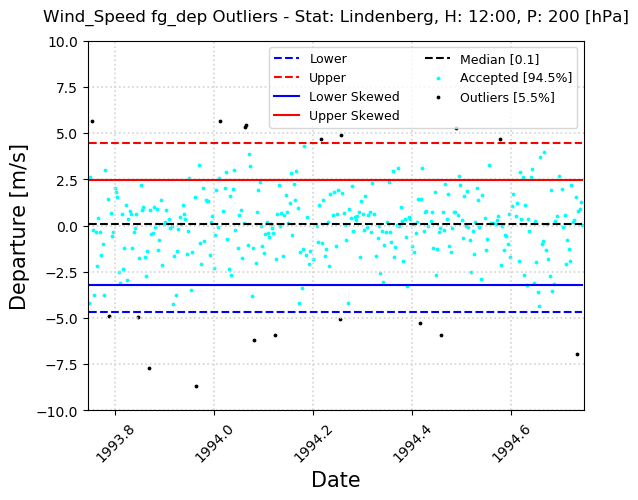 Wind_Speed fg_dep Outliers - Stat: Lindenberg, H: 12:00, P: 200 [hPa]
10.0
7.5
5.0
2.5
0.0
−2.5
−5.0
−7.5
−10.0
Departure [m/s]
Lower
Upper
Lower Skewed
Upper Skewed
Median [0.1]
Accepted [94.5%]
Outliers [5.5%]
1993.8
1994.0
1994.2
1994.4
1994.6
Date